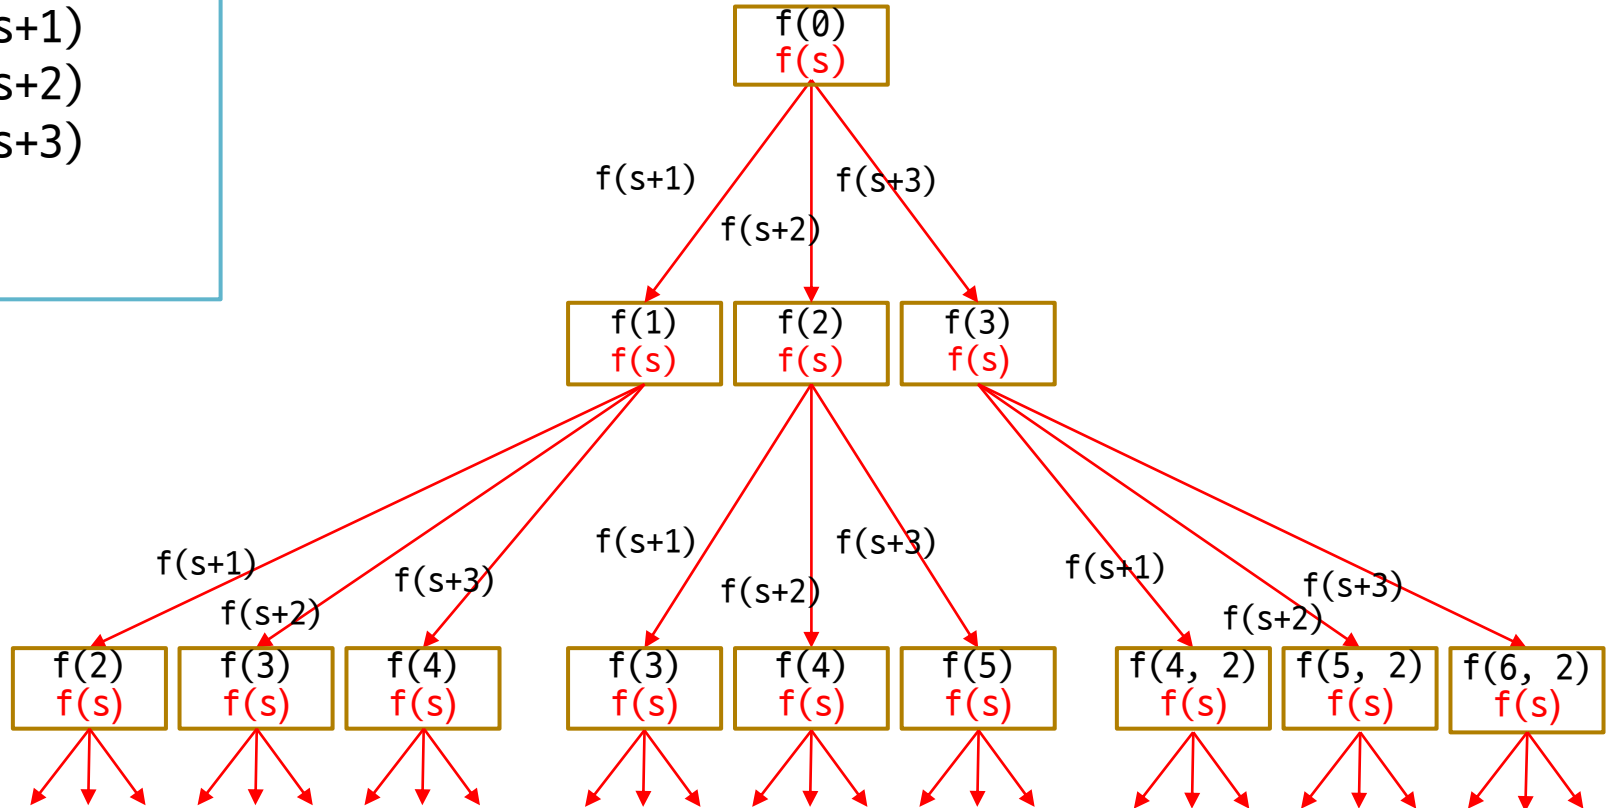 s+1)
s+2)
s+3)
f(0)
f(s)
f(s+1)
f(s+2)
f(s+3)
f(1)
f(s)
f(2)
f(s)
f(3)
f(s)
f(s+1)
f(s+2)
f(s+3)
f(s+1)
f(s+2)
f(s+3)
f(s+1)
f(s+2)
f(s+3)
f(2)
f(s)
f(3)
f(s)
f(4)
f(s)
f(3)
f(s)
f(4)
f(s)
f(5)
f(s)
f(4, 2)
f(s)
f(5, 2)
f(s)
f(6, 2)
f(s)